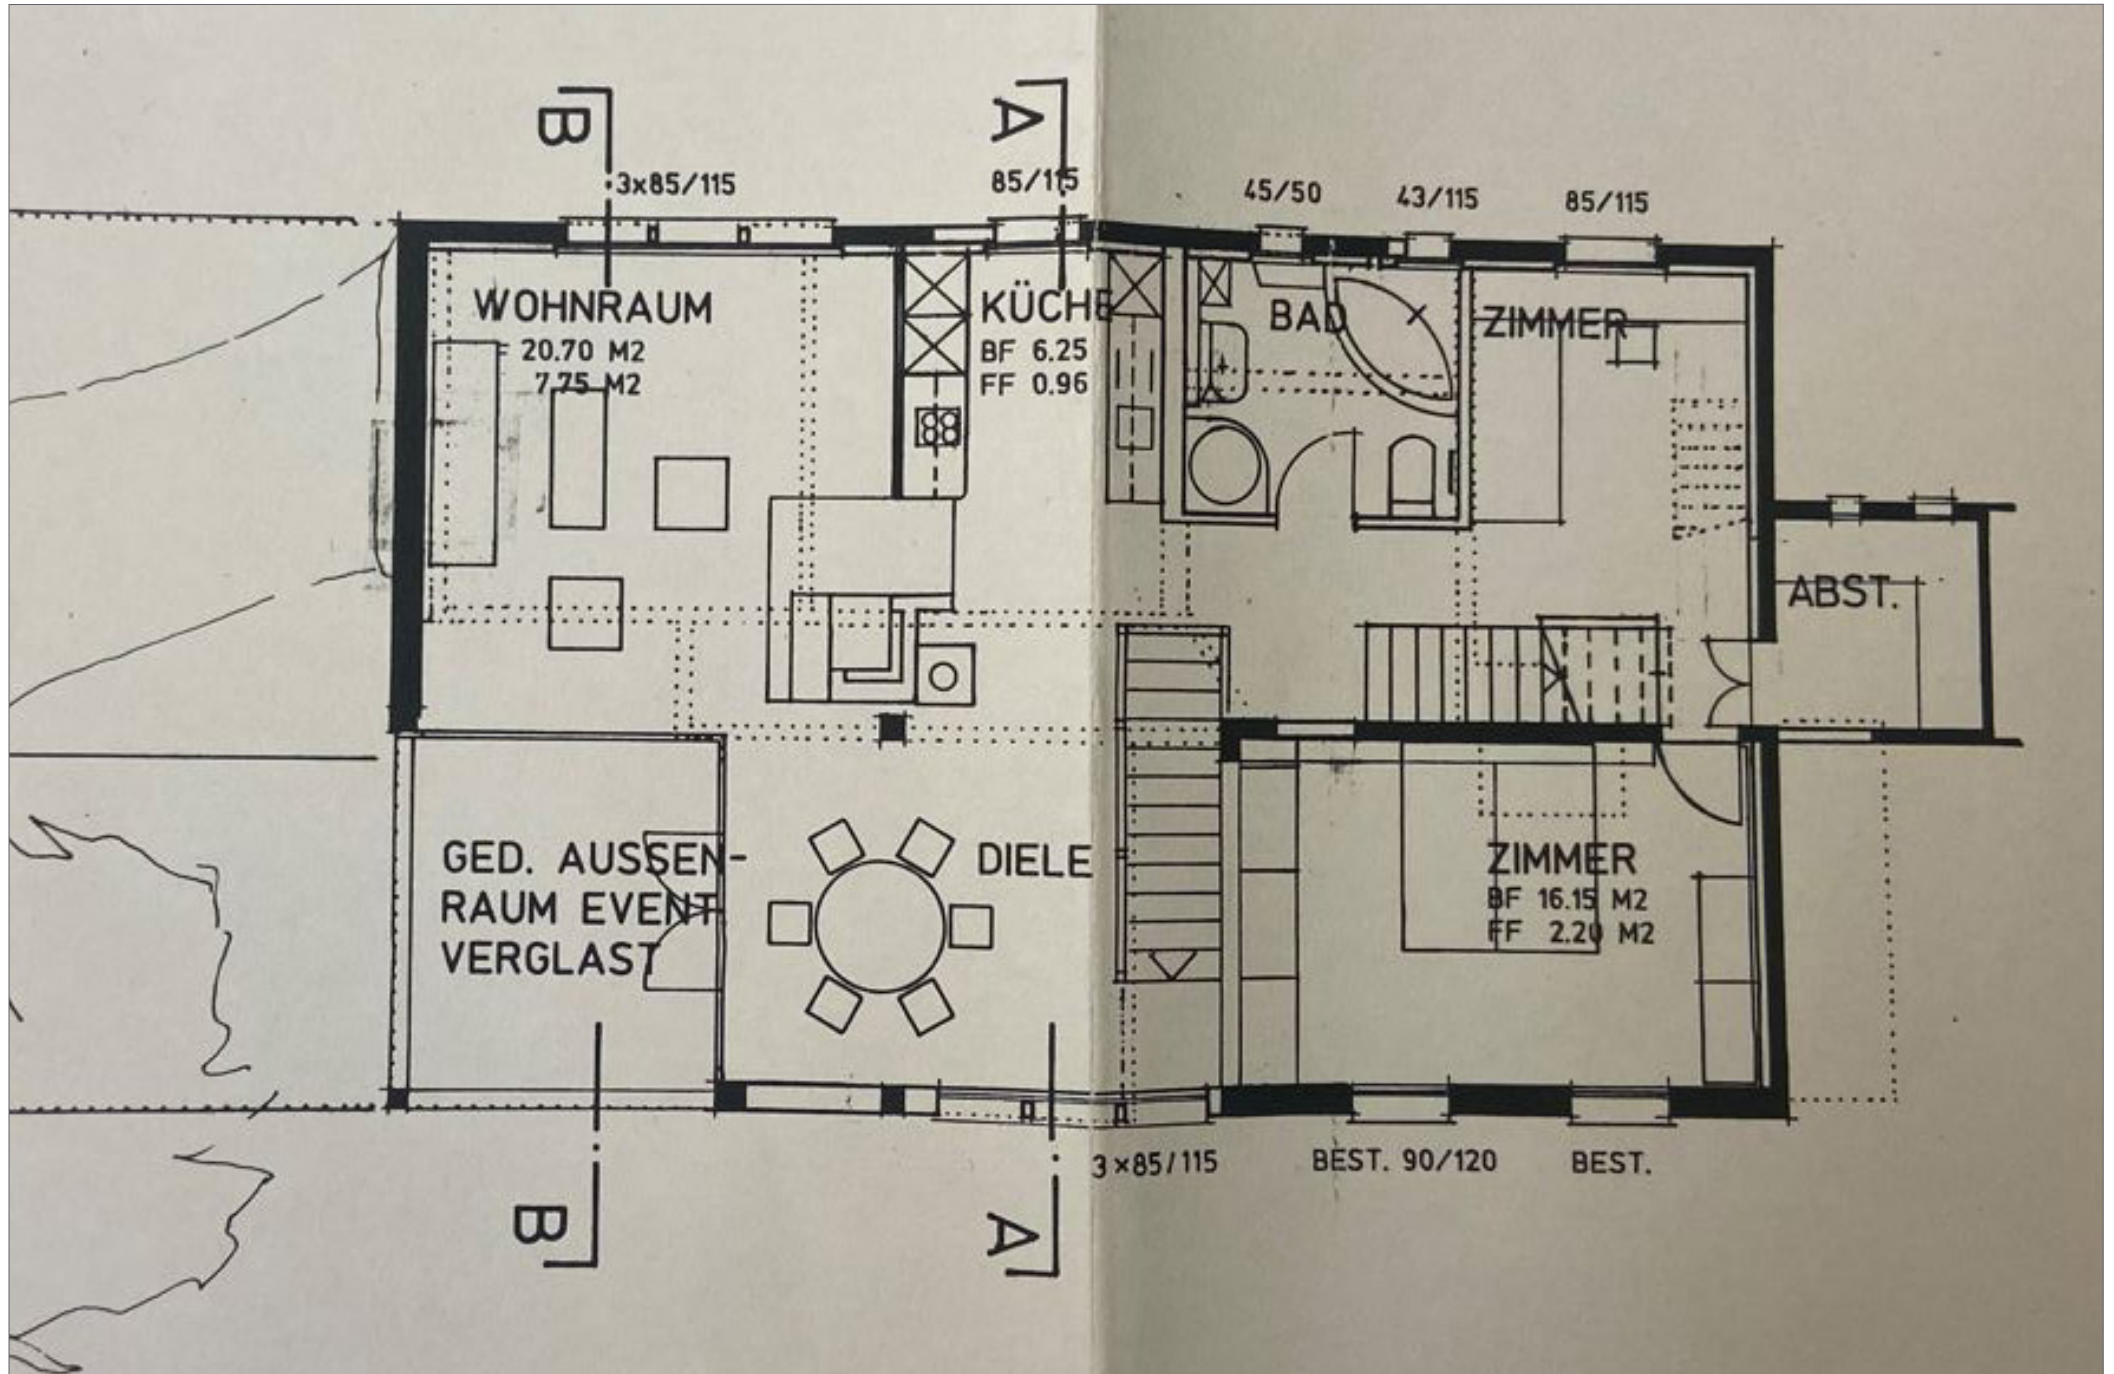 B
A
3x85/115
85/115
45/50
43/115
85/115
WOHNRAUM
20.70 M2
7.75 M2
KÜCHE
BF 6.25
FF 0.96
BAD
ZIMMER
ABST.
GED. AUSSEN-
RAUM EVENT
VERGLAST
DIELE
ZIMMER
BF 16.15 M2
FF 2.20 M2
3x85/115
BEST. 90/120
BEST.
B
A